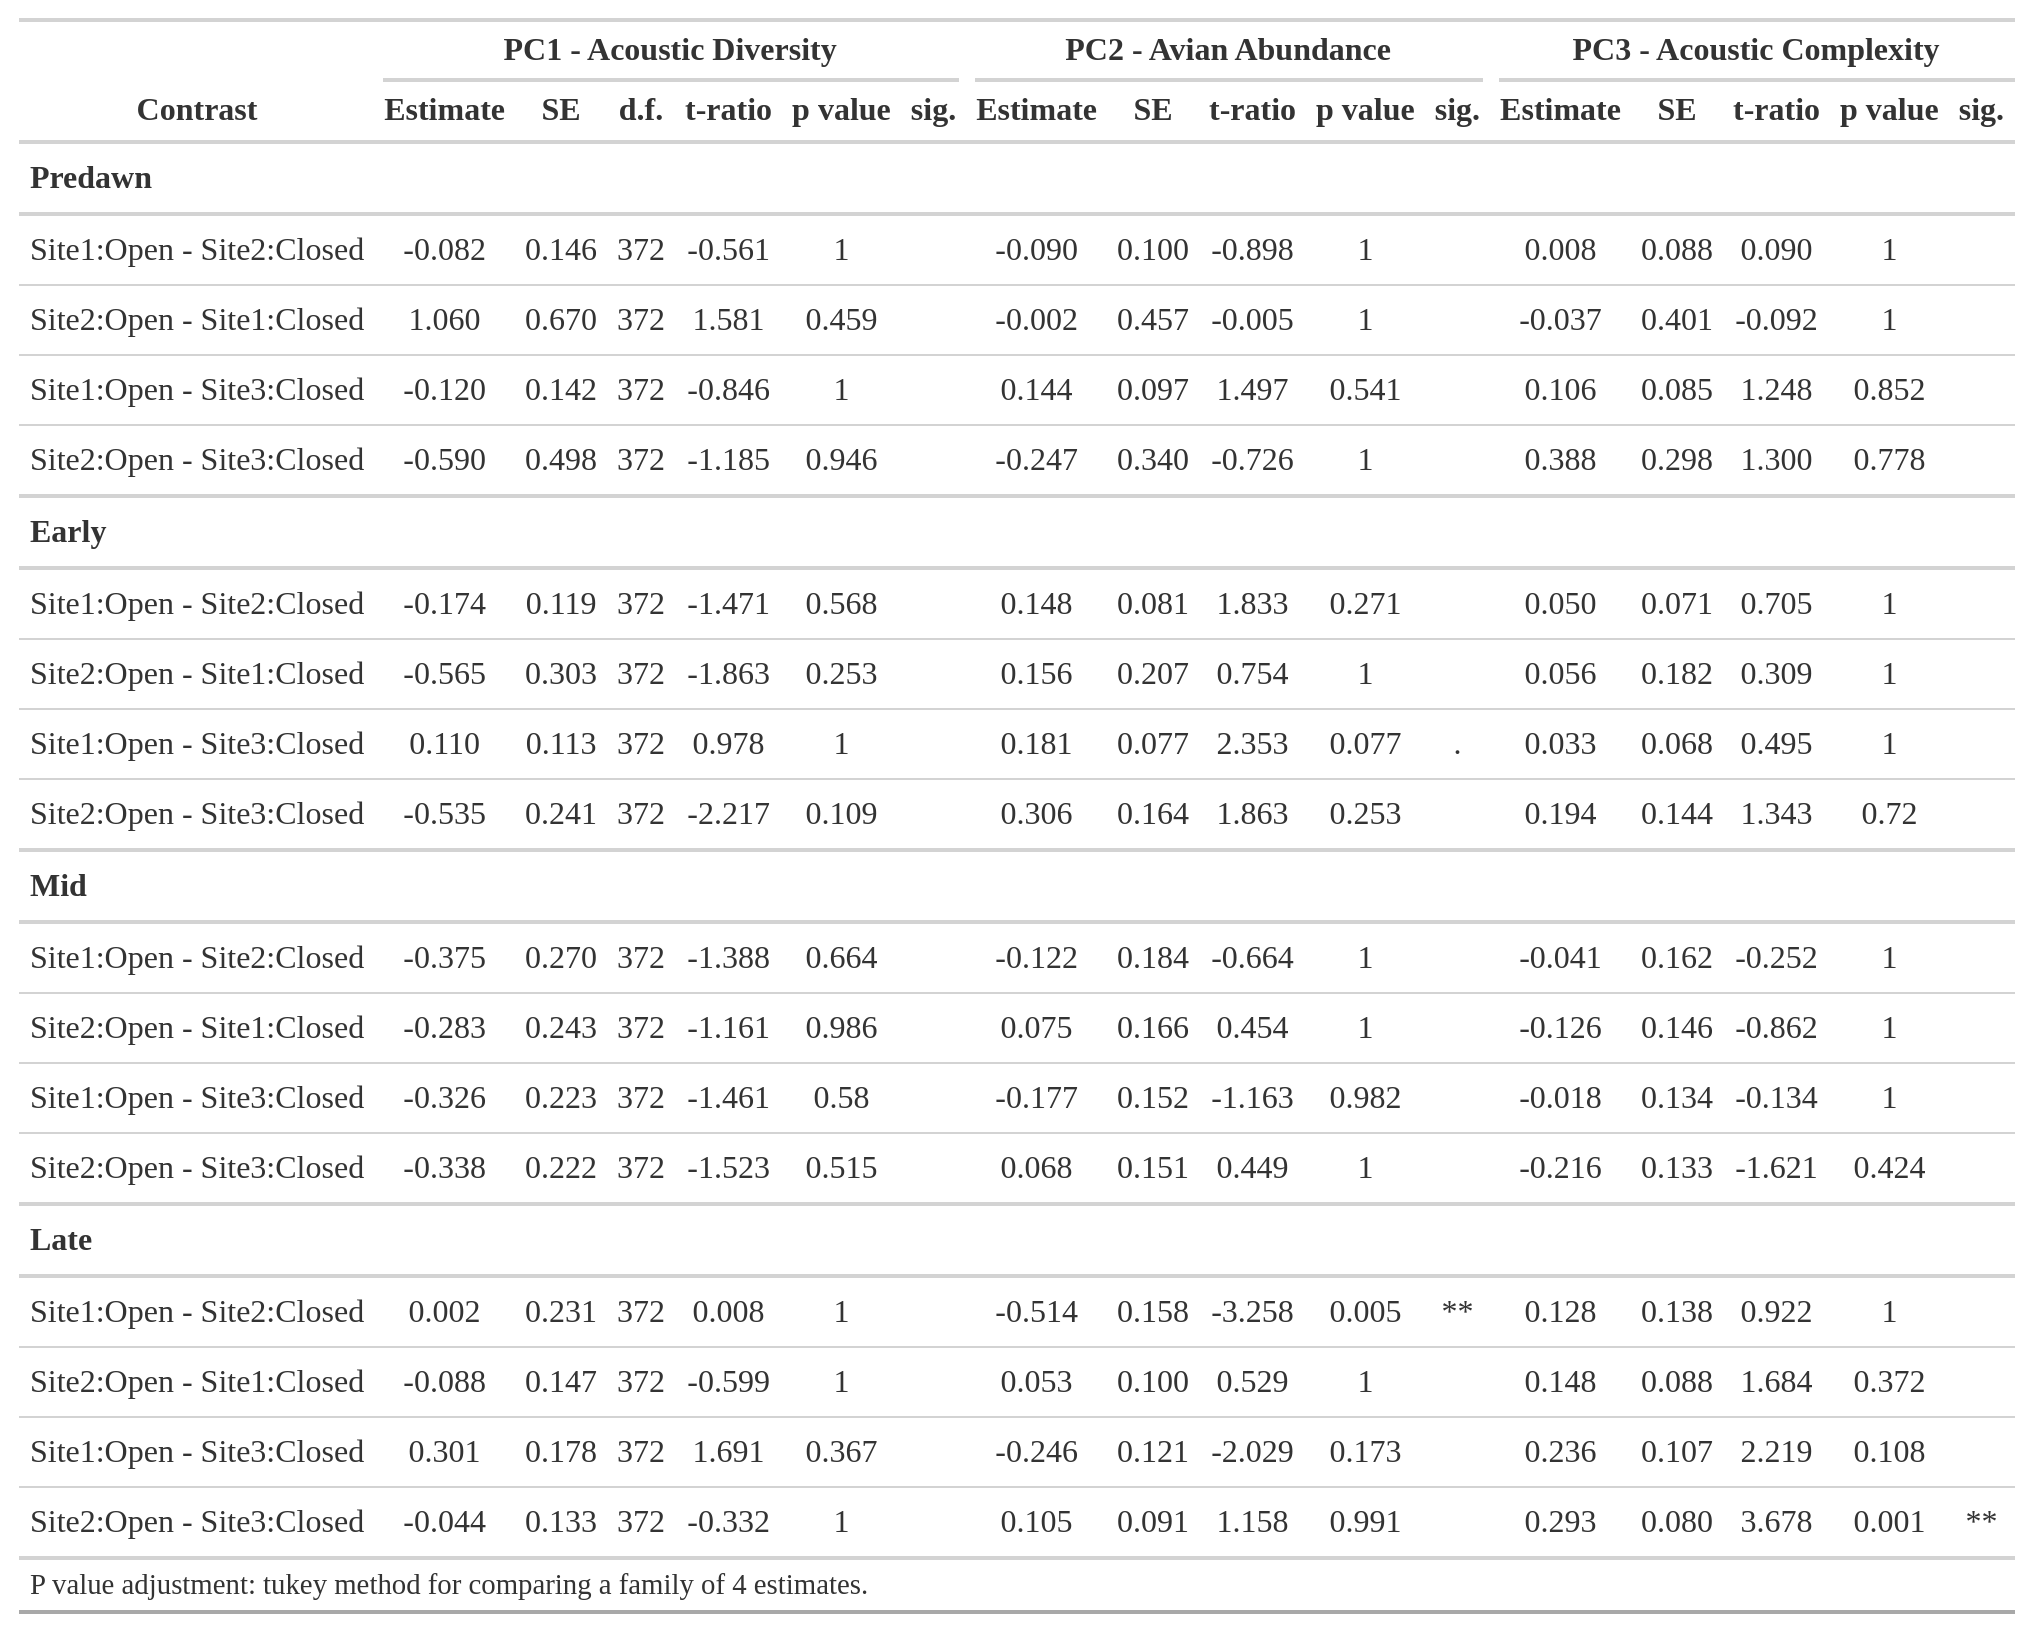 PC1 - Acoustic Diversity PC2 - Avian Abundance PC3 - Acoustic Complexity
Contrast Estimate SE d.f. t-ratio p value sig. Estimate SE t-ratio p value sig. Estimate SE t-ratio p value sig.
Predawn
Site1:Open - Site2:Closed -0.082 0.146 372 -0.561 1 -0.090 0.100 -0.898 1 0.008 0.088 0.090 1
Site2:Open - Site1:Closed 1.060 0.670 372 1.581 0.459 -0.002 0.457 -0.005 1 -0.037 0.401 -0.092 1
Site1:Open - Site3:Closed -0.120 0.142 372 -0.846 1 0.144 0.097 1.497 0.541 0.106 0.085 1.248 0.852
Site2:Open - Site3:Closed -0.590 0.498 372 -1.185 0.946 -0.247 0.340 -0.726 1 0.388 0.298 1.300 0.778
Early
Site1:Open - Site2:Closed -0.174 0.119 372 -1.471 0.568 0.148 0.081 1.833 0.271 0.050 0.071 0.705 1
Site2:Open - Site1:Closed -0.565 0.303 372 -1.863 0.253 0.156 0.207 0.754 1 0.056 0.182 0.309 1
Site1:Open - Site3:Closed 0.110 0.113 372 0.978 1 0.181 0.077 2.353 0.077 . 0.033 0.068 0.495 1
Site2:Open - Site3:Closed -0.535 0.241 372 -2.217 0.109 0.306 0.164 1.863 0.253 0.194 0.144 1.343 0.72
Mid
Site1:Open - Site2:Closed -0.375 0.270 372 -1.388 0.664 -0.122 0.184 -0.664 1 -0.041 0.162 -0.252 1
Site2:Open - Site1:Closed -0.283 0.243 372 -1.161 0.986 0.075 0.166 0.454 1 -0.126 0.146 -0.862 1
Site1:Open - Site3:Closed -0.326 0.223 372 -1.461 0.58 -0.177 0.152 -1.163 0.982 -0.018 0.134 -0.134 1
Site2:Open - Site3:Closed -0.338 0.222 372 -1.523 0.515 0.068 0.151 0.449 1 -0.216 0.133 -1.621 0.424
Late
Site1:Open - Site2:Closed 0.002 0.231 372 0.008 1 -0.514 0.158 -3.258 0.005 ** 0.128 0.138 0.922 1
Site2:Open - Site1:Closed -0.088 0.147 372 -0.599 1 0.053 0.100 0.529 1 0.148 0.088 1.684 0.372
Site1:Open - Site3:Closed 0.301 0.178 372 1.691 0.367 -0.246 0.121 -2.029 0.173 0.236 0.107 2.219 0.108
Site2:Open - Site3:Closed -0.044 0.133 372 -0.332 1 0.105 0.091 1.158 0.991 0.293 0.080 3.678 0.001 **
P value adjustment: tukey method for comparing a family of 4 estimates.